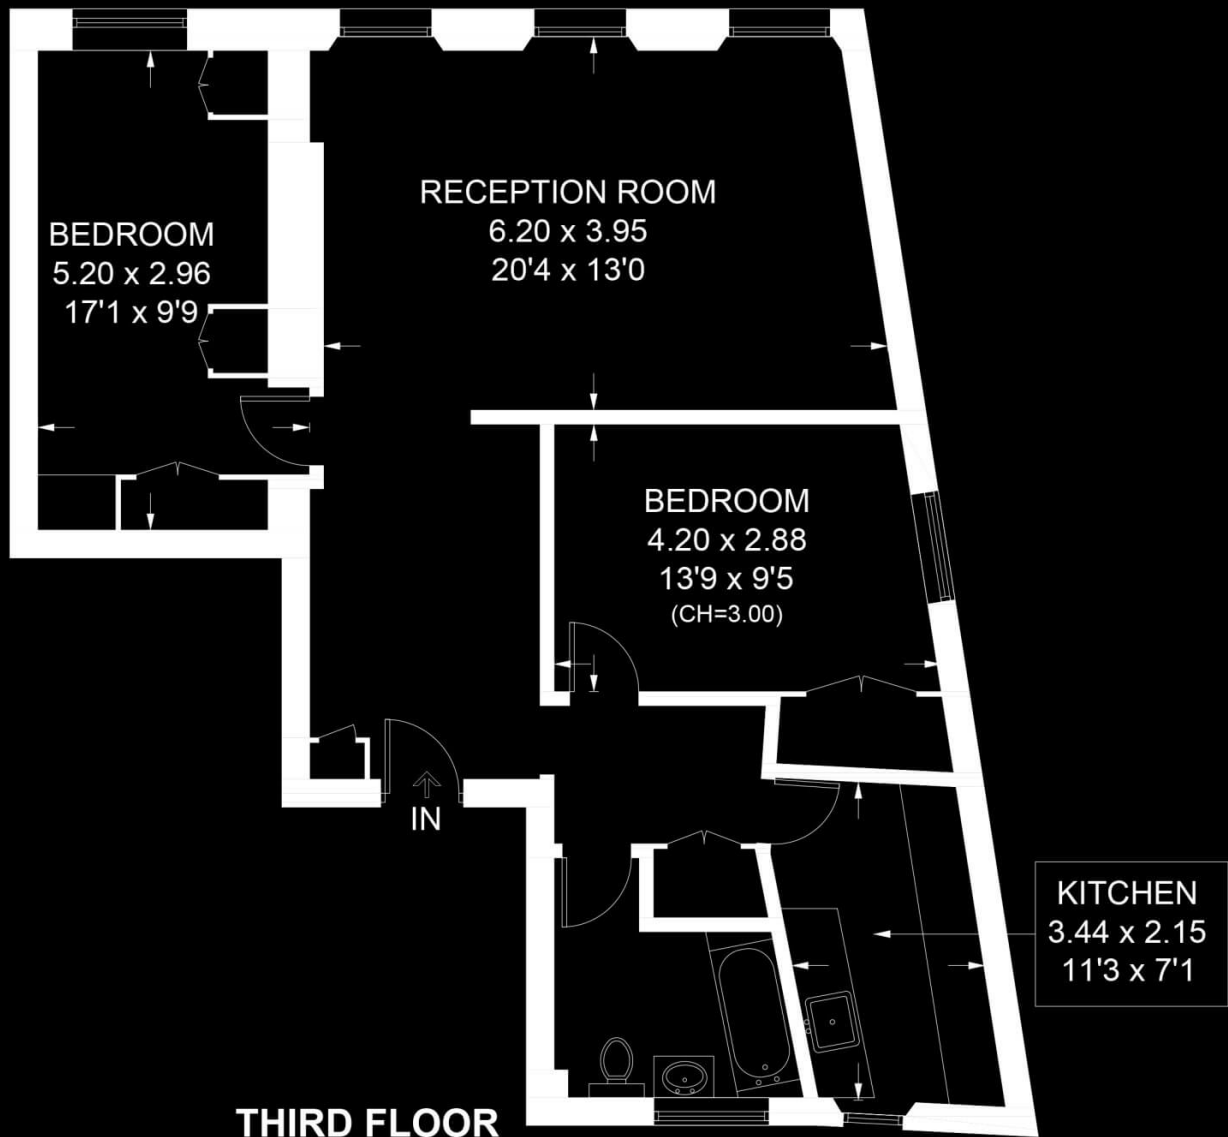 RECEPTION ROOM
6.20 x 3.95
20'4 x 13'0
BEDROOM
5.20 x 2.96
17'1 x 9'9
BEDROOM
4.20 x 2.88
13'9 x 9'5
(CH=3.00)
IN
KITCHEN
3.44 x 2.15
11'3 x 7'1
THIRD FLOOR